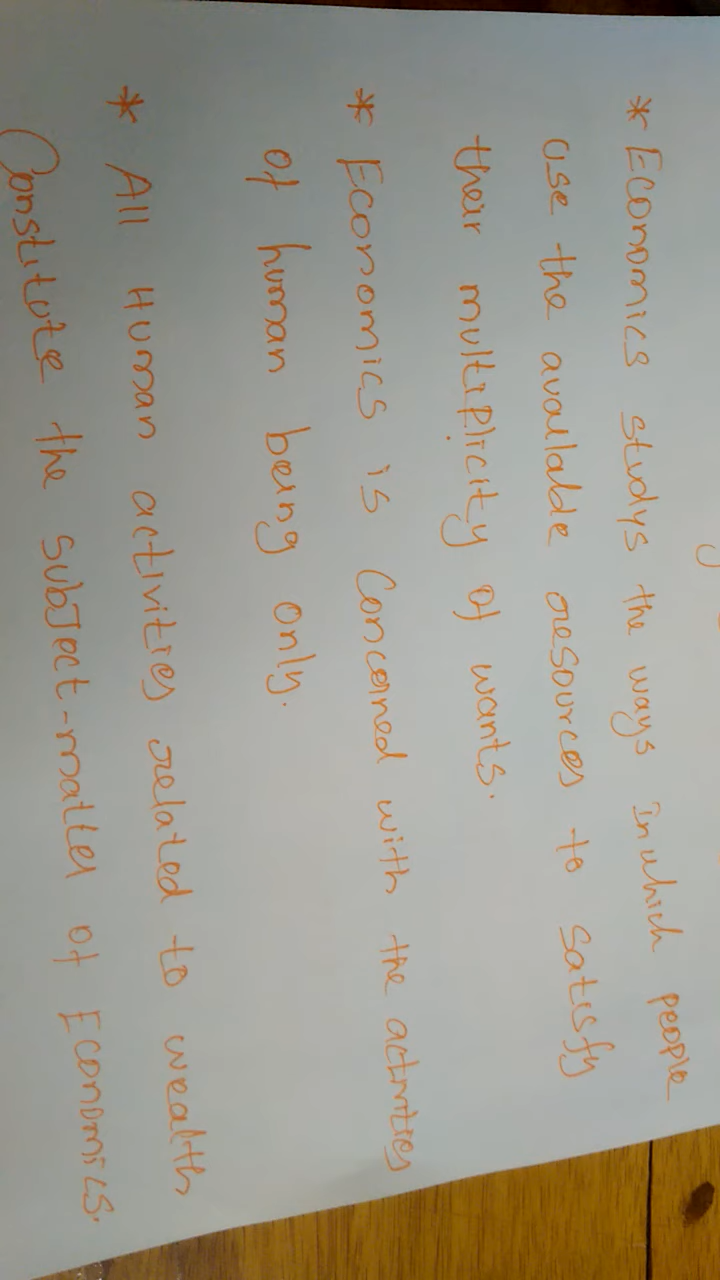 * Economics studys the ways in which people
use the available resources to satisfy
their multiplicity of wants.
* Economics is concerned with the activities
of human being only.
* All Human activities related to wealth
Constitute the subject-matter of Economics.